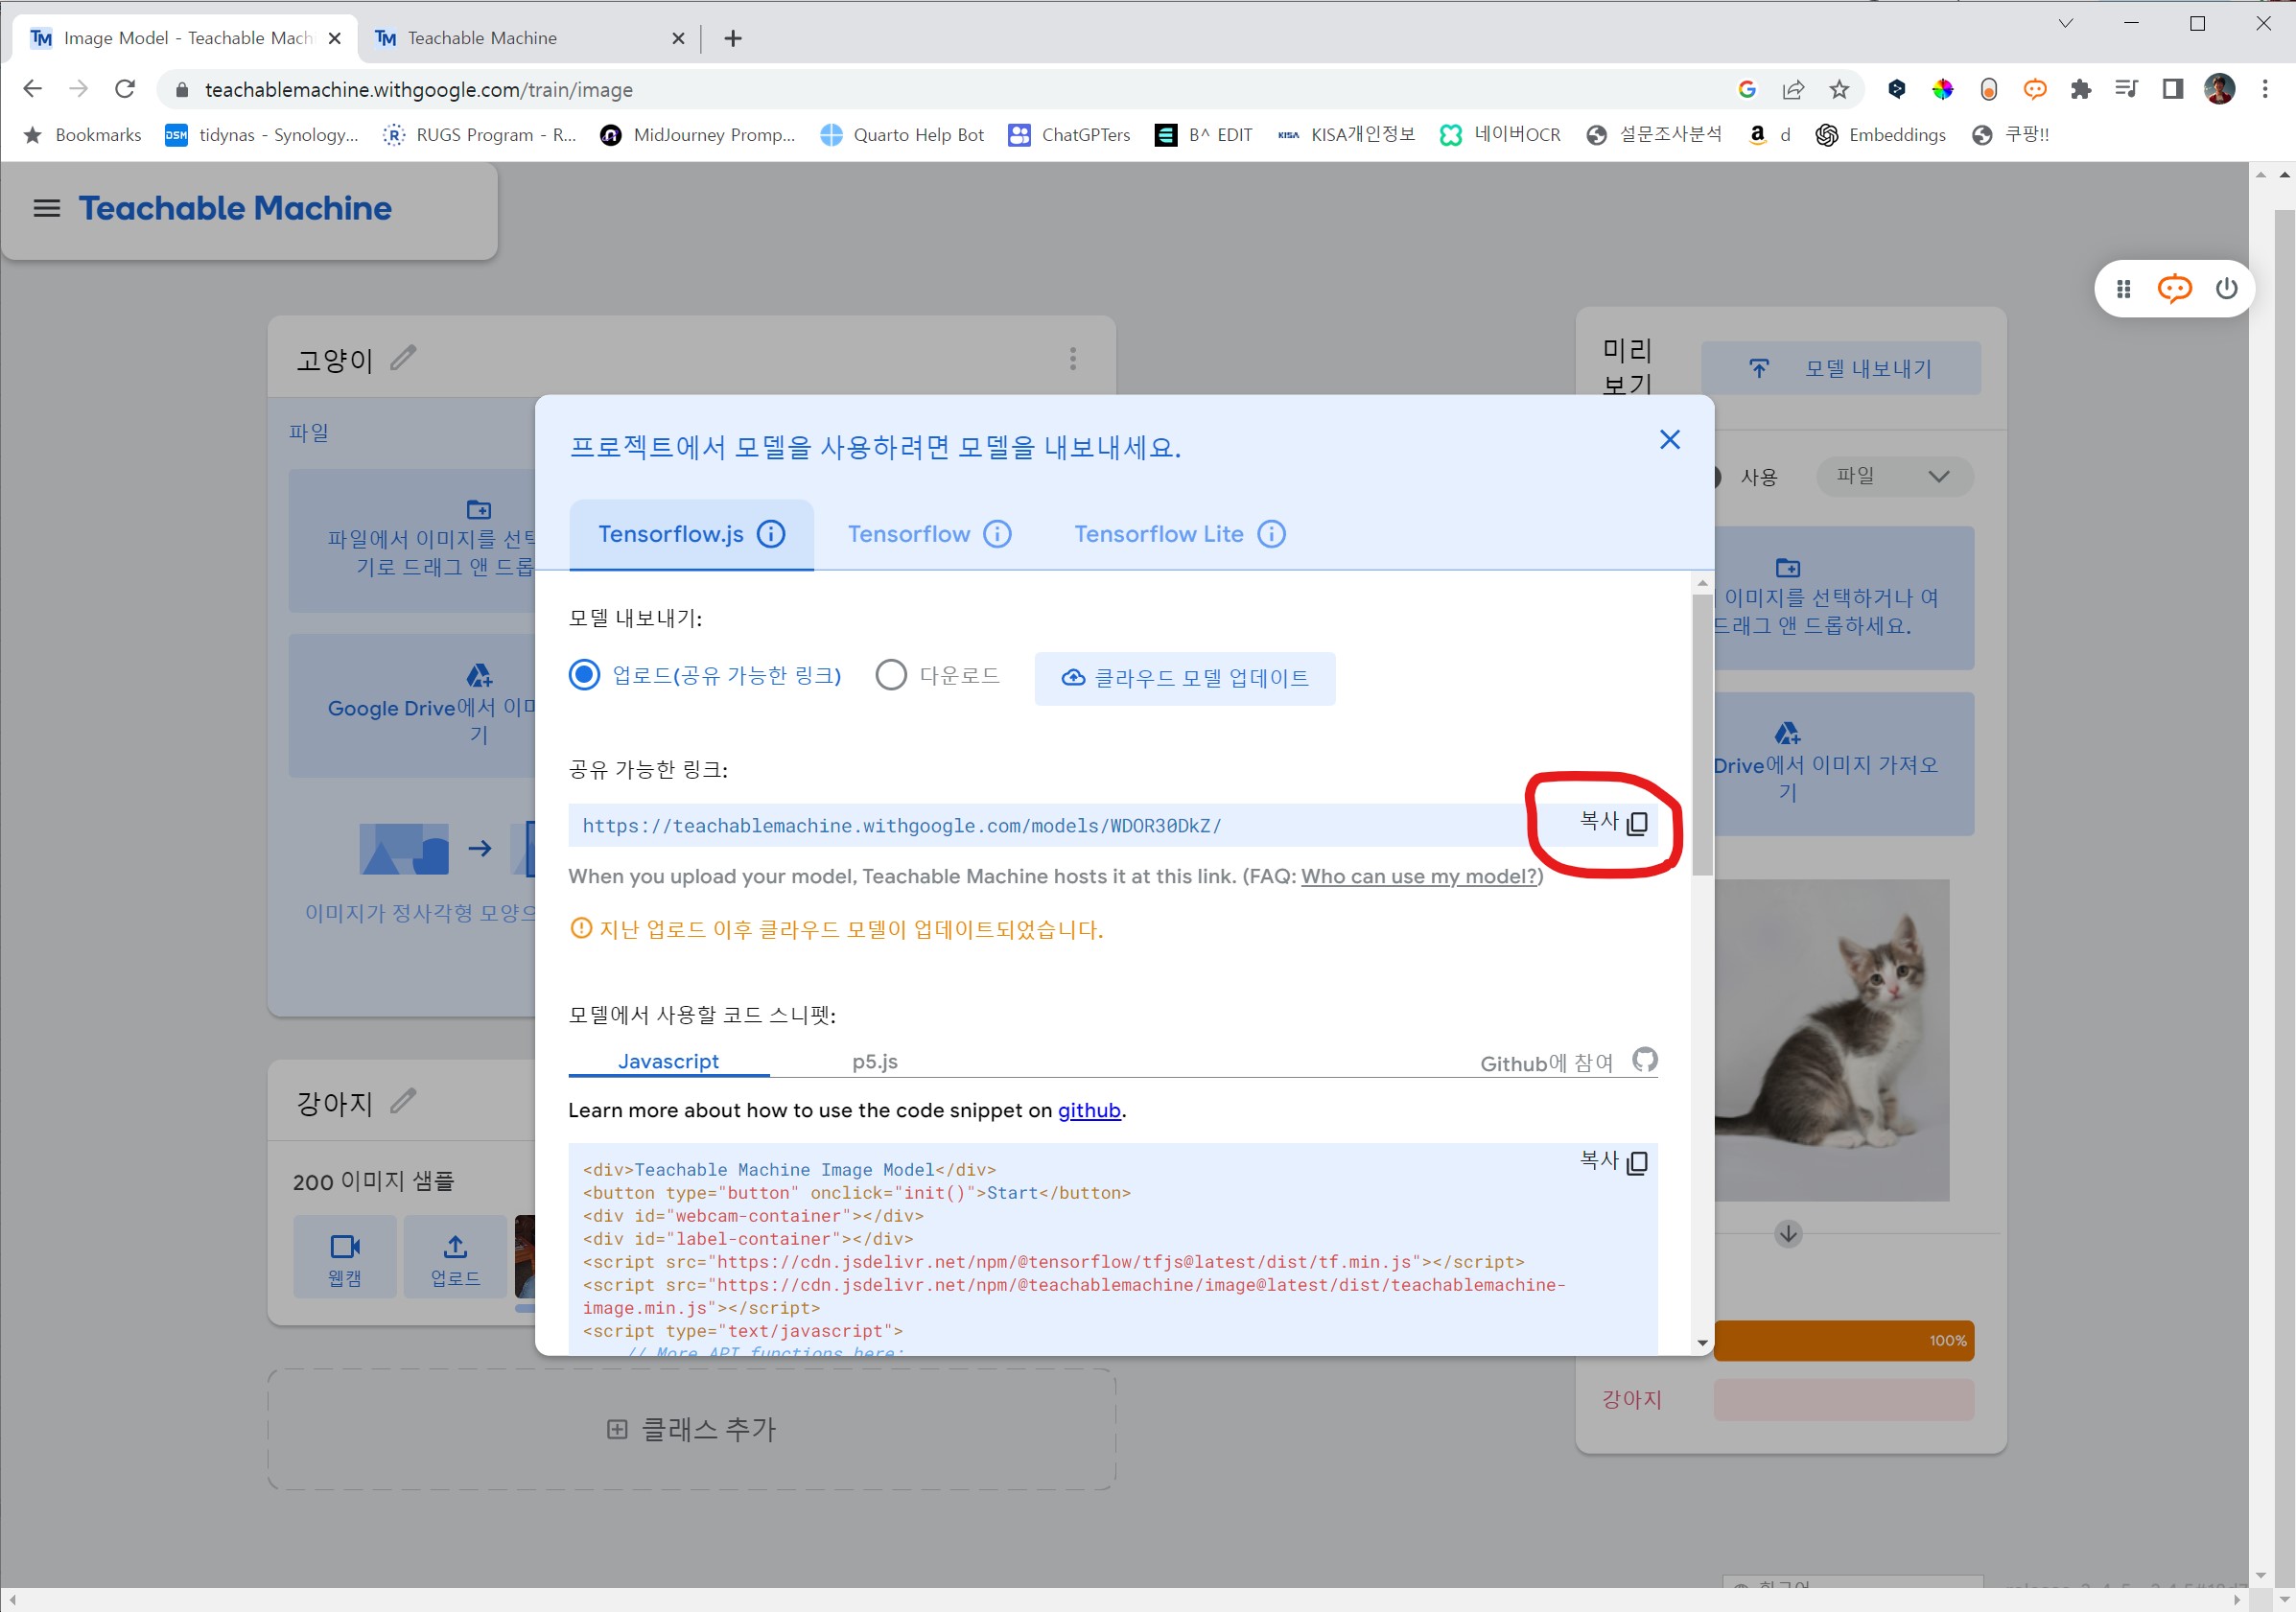 Image Model - Teachable Mach
Teachable Machine
teachablemachine.withgoogle.com/train/image
Bookmarks
DSM tidynas - Synology...
RUGS Program - R...
MidJourney Promp...
Quarto Help Bot
ChatGPTers
B^ EDIT
KISA KISA개인정보
네이버OCR
설문조사분석
d
Embeddings
쿠팡!!
Teachable Machine
고양이
파일
파일에서 이미지를 선택
기로 드래그 앤 드롭
Google Drive에서 이미
기
이미지가 정사각형 모양으
강아지
200 이미지 샘플
웹캠
업로드
클래스 추가
프로젝트에서 모델을 사용하려면 모델을 내보내세요.
Tensorflow.js
Tensorflow
Tensorflow Lite
모델 내보내기:
업로드(공유 가능한 링크)
다운로드
클라우드 모델 업데이트
공유 가능한 링크:
https://teachablemachine.withgoogle.com/models/WDOR30DkZ/
복사
When you upload your model, Teachable Machine hosts it at this link. (FAQ: Who can use my model?)
지난 업로드 이후 클라우드 모델이 업데이트되었습니다.
모델에서 사용할 코드 스니펫:
Javascript
p5.js
Github에 참여
Learn more about how to use the code snippet on github.
복사
<div>Teachable Machine Image Model</div>
<button type="button" onclick="init()">Start</button>
<div id="webcam-container"></div>
<div id="label-container"></div>
<script src="https://cdn.jsdelivr.net/npm/@tensorflow/tfjs@latest/dist/tf.min.js"></script>
<script src="https://cdn.jsdelivr.net/npm/@teachablemachine/image@latest/dist/teachablemachine-
image.min.js"></script>
<script type="text/javascript">
// More API functions here:
미리
보기
모델 내보내기
사용
파일
이미지를 선택하거나 여
드래그 앤 드롭하세요.
Drive에서 이미지 가져오
기
100%
강아지
한국어